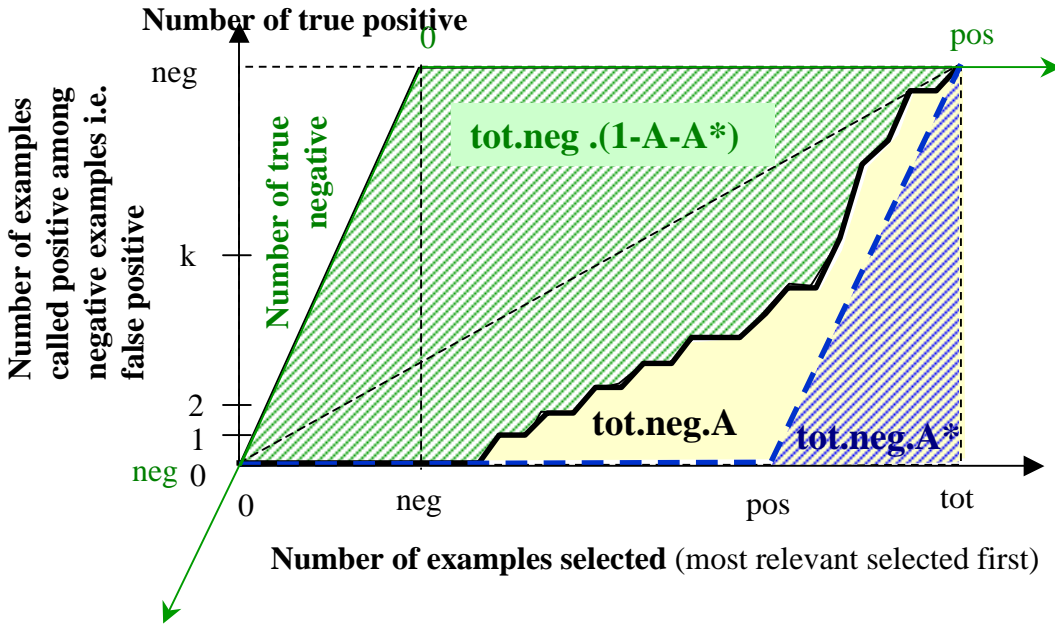 Number of true positive
0
pos
neg
tot.neg .(1-A-A*)
Number of true
negative
Number of examples
called positive among
negative examples i.e.
false positive
k
2
1
tot.neg.A
tot.neg.A*
neg
0
0
neg
pos
tot
Number of examples selected (most relevant selected first)